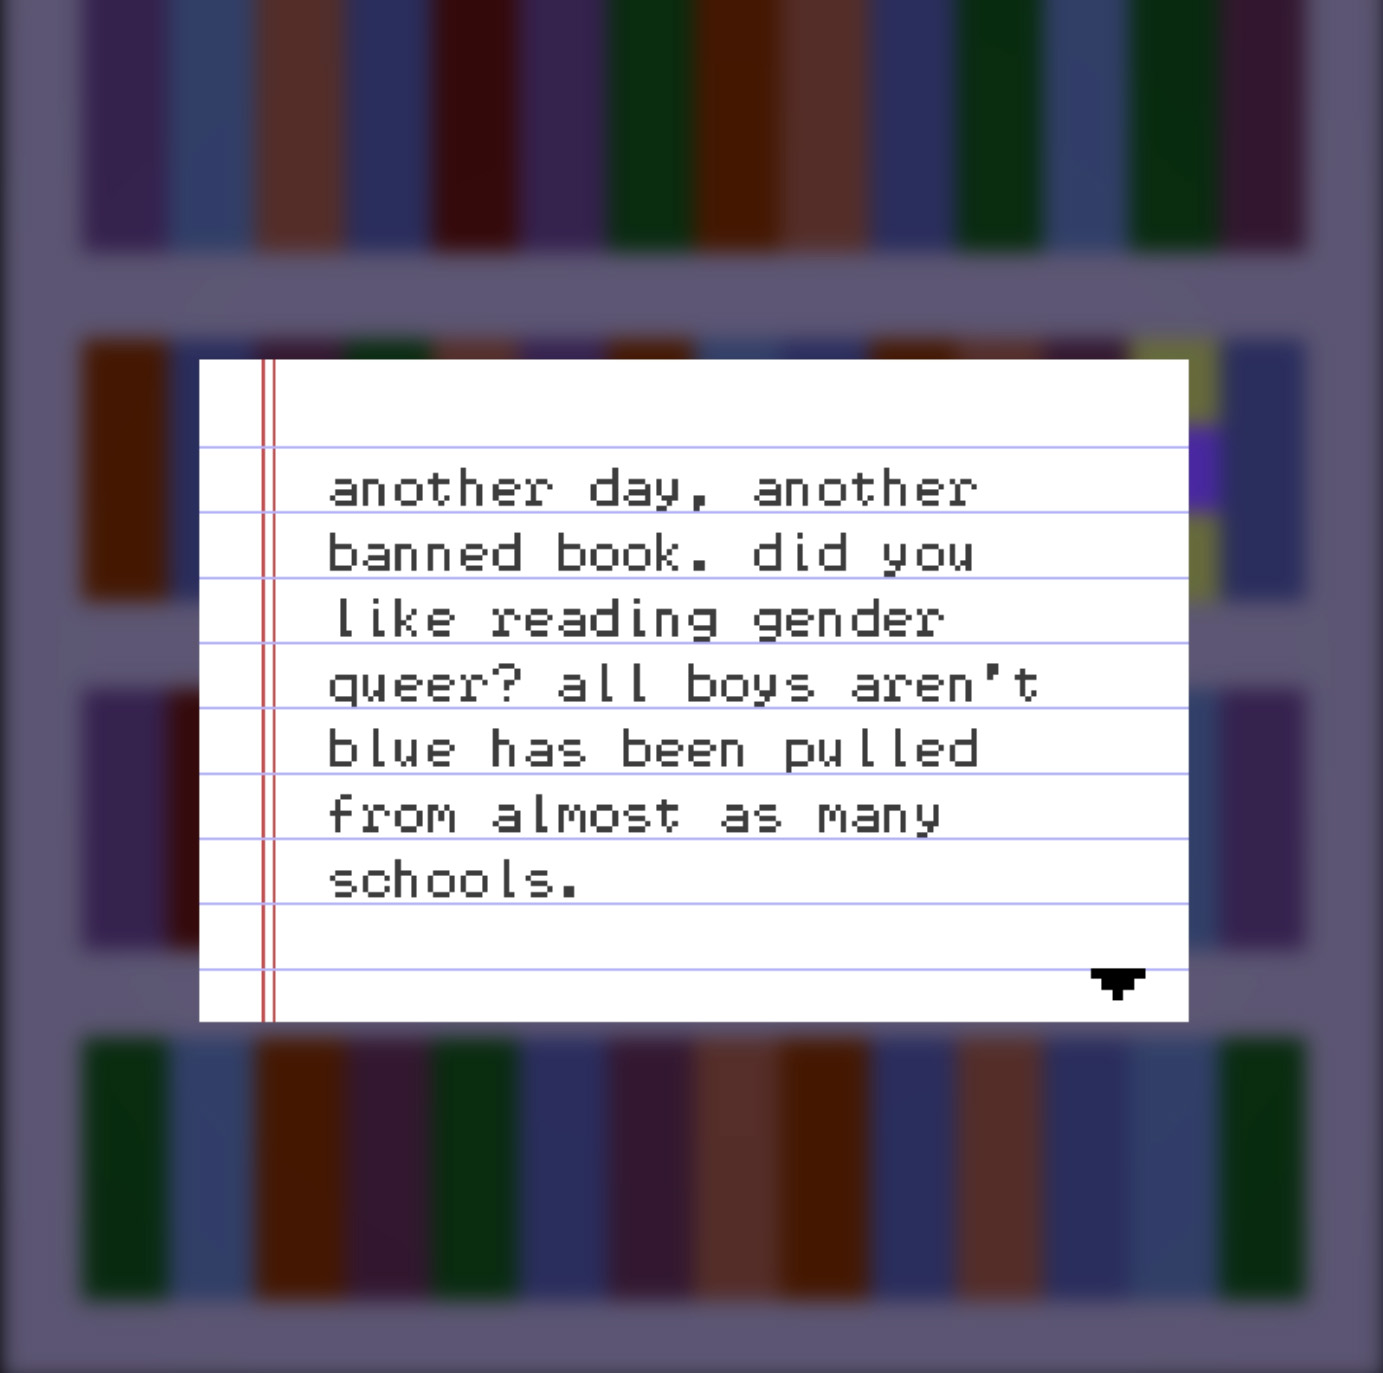 another day, another
banned book. did you
like reading gender
queer? all boys aren't
blue has been pulled
from almost as many
schools.